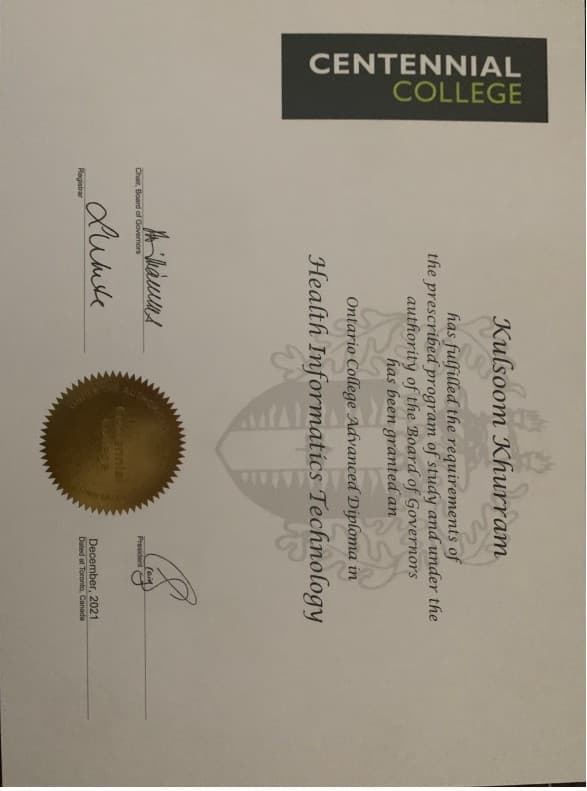 CENTENNIAL
COLLEGE
Kulsoom Khurram
has fulfilled the requirements of
the prescribed program of study and under the
authority of the Board of Governors
has been granted an
Ontario College Advanced Diploma in
Health Informatics Technology
Chair, Board of Governors
President
Registrar
December, 2021
Dated at Toronto, Canada